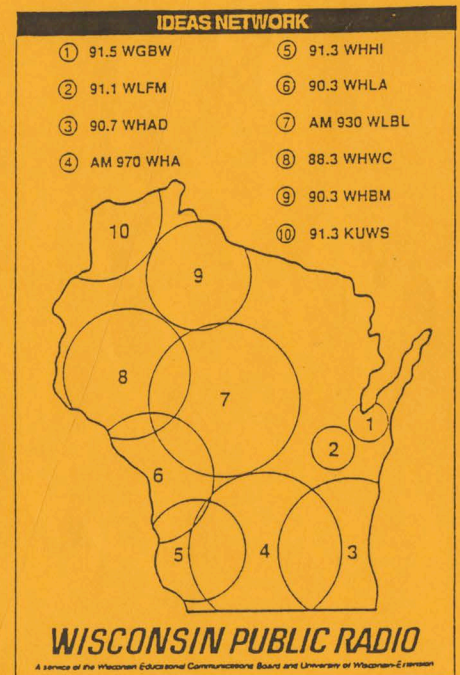 IDEAS NETWORK
① 91.5 WGBW
② 91.1 WLFM
③ 90.7 WHAD
④ AM 970 WHA
⑤ 91.3 WHHI
⑥ 90.3 WHLA
⑦ AM 930 WLBL
⑧ 88.3 WHWC
⑨ 90.3 WHBM
⑩ 91.3 KUWS
10
9
8
7
1
2
6
5
4
3
WISCONSIN PUBLIC RADIO
A service of the Wisconsin Educational Communications Board and University of Wisconsin-Extension